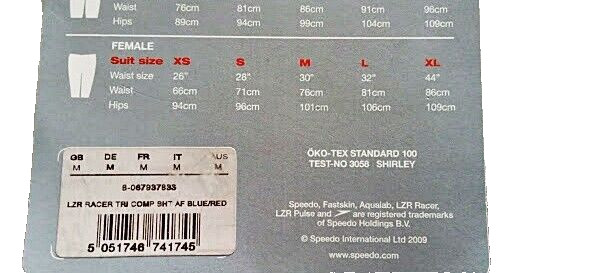 Waist 76cm 81cm 86cm 91cm 96cm
Hips 89cm 94cm 99cm 104cm 109cm
FEMALE
Suit size XS S M L XL
Waist size 26" 28" 30" 32" 44"
Waist 66cm 71cm 76cm 81cm 86cm
Hips 94cm 96cm 101cm 106cm 109cm
ÖKO-TEX STANDARD 100
TEST-NO 3058 SHIRLEY
GB DE FR IT AUS
M M M M M
8-067937833
LZR RACER TRI COMP SHT AF BLUE/RED
5 051746 741745
Speedo, Fastskin, Aqualab, LZR Racer,
LZR Pulse and are registered trademarks
of Speedo Holdings B.V.
© Speedo International Ltd 2009
www.speedo.com